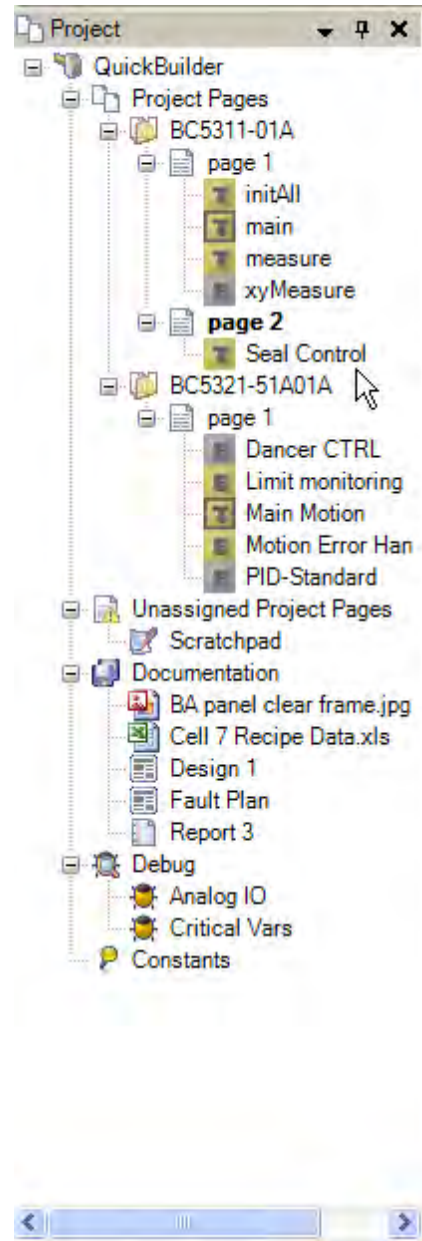 Project
QuickBuilder
Project Pages
BC5311-01A
page 1
initAll
main
measure
xyMeasure
page 2
Seal Control
BC5321-51A01A
page 1
Dancer CTRL
Limit monitoring
Main Motion
Motion Error Han
PID-Standard
Unassigned Project Pages
Scratchpad
Documentation
BA panel clear frame.jpg
Cell 7 Recipe Data.xls
Design 1
Fault Plan
Report 3
Debug
Analog IO
Critical Vars
Constants